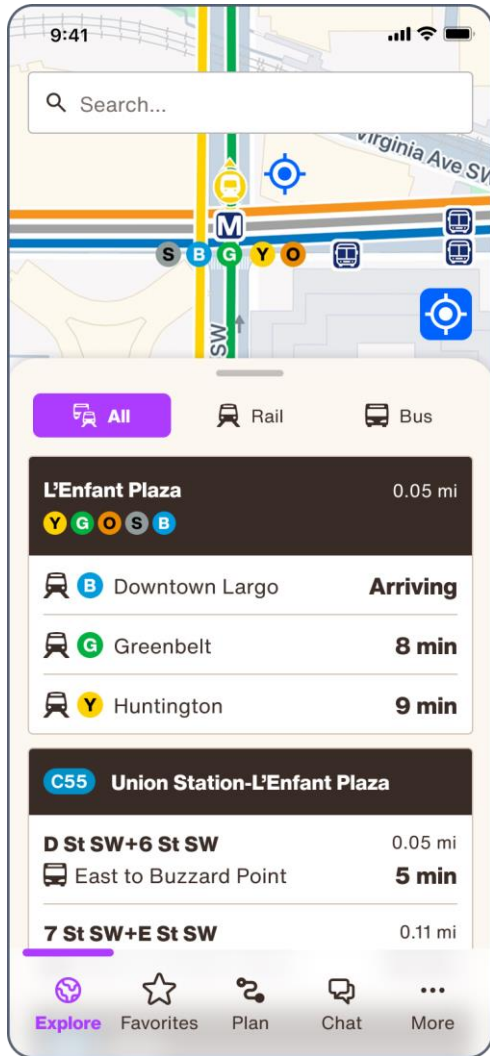 9:41
Search...
Virginia Ave SW
M
S B G Y O
SW
All Rail Bus
L’Enfant Plaza 0.05 mi
Y G O S B
B Downtown Largo Arriving
G Greenbelt 8 min
Y Huntington 9 min
C55 Union Station-L’Enfant Plaza
D St SW+6 St SW 0.05 mi
East to Buzzard Point 5 min
7 St SW+E St SW 0.11 mi
Explore Favorites Plan Chat More